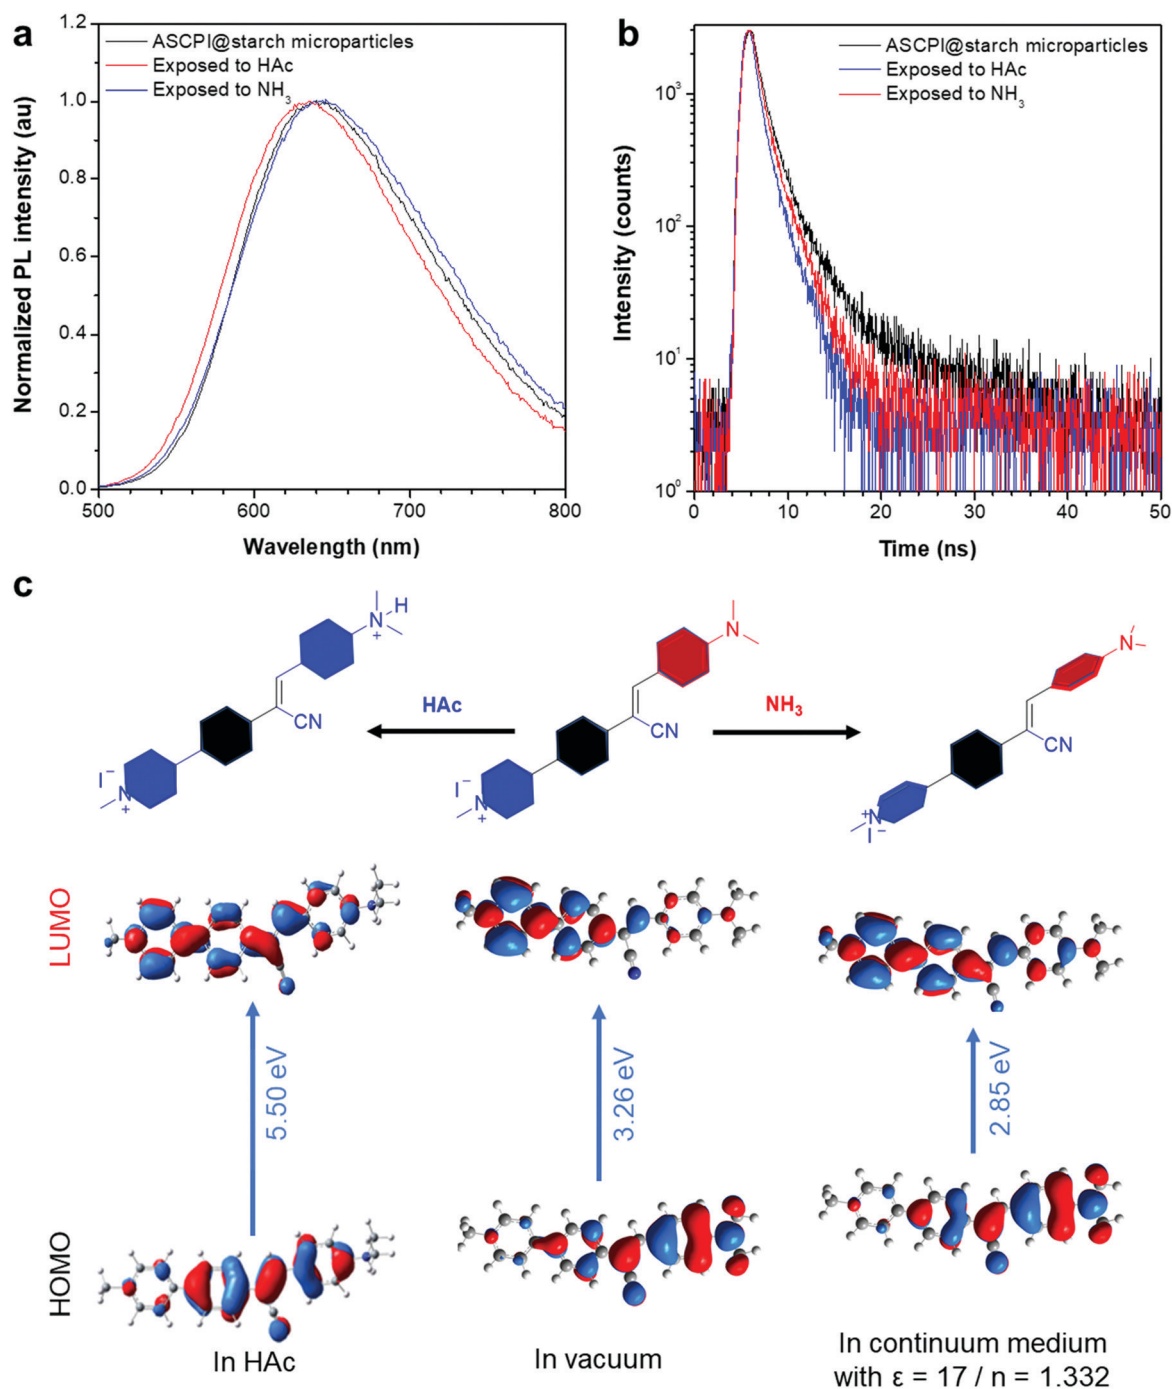 a
1.2
1.0
0.8
0.6
0.4
0.2
0.0
Normalized PL intensity (au)
ASCPI@starch microparticles
Exposed to HAc
Exposed to NH₃
500
600
700
800
Wavelength (nm)
b
10³
10²
10¹
10⁰
Intensity (counts)
ASCPI@starch microparticles
Exposed to HAc
Exposed to NH₃
0
10
20
30
40
50
Time (ns)
c
N
H
+
CN
I⁻
N
+
HAc
N
CN
I⁻
N
+
NH₃
N
CN
N
+
I⁻
LUMO
5.50 eV
3.26 eV
2.85 eV
HOMO
In HAc
In vacuum
In continuum medium
with ε = 17 / n = 1.332